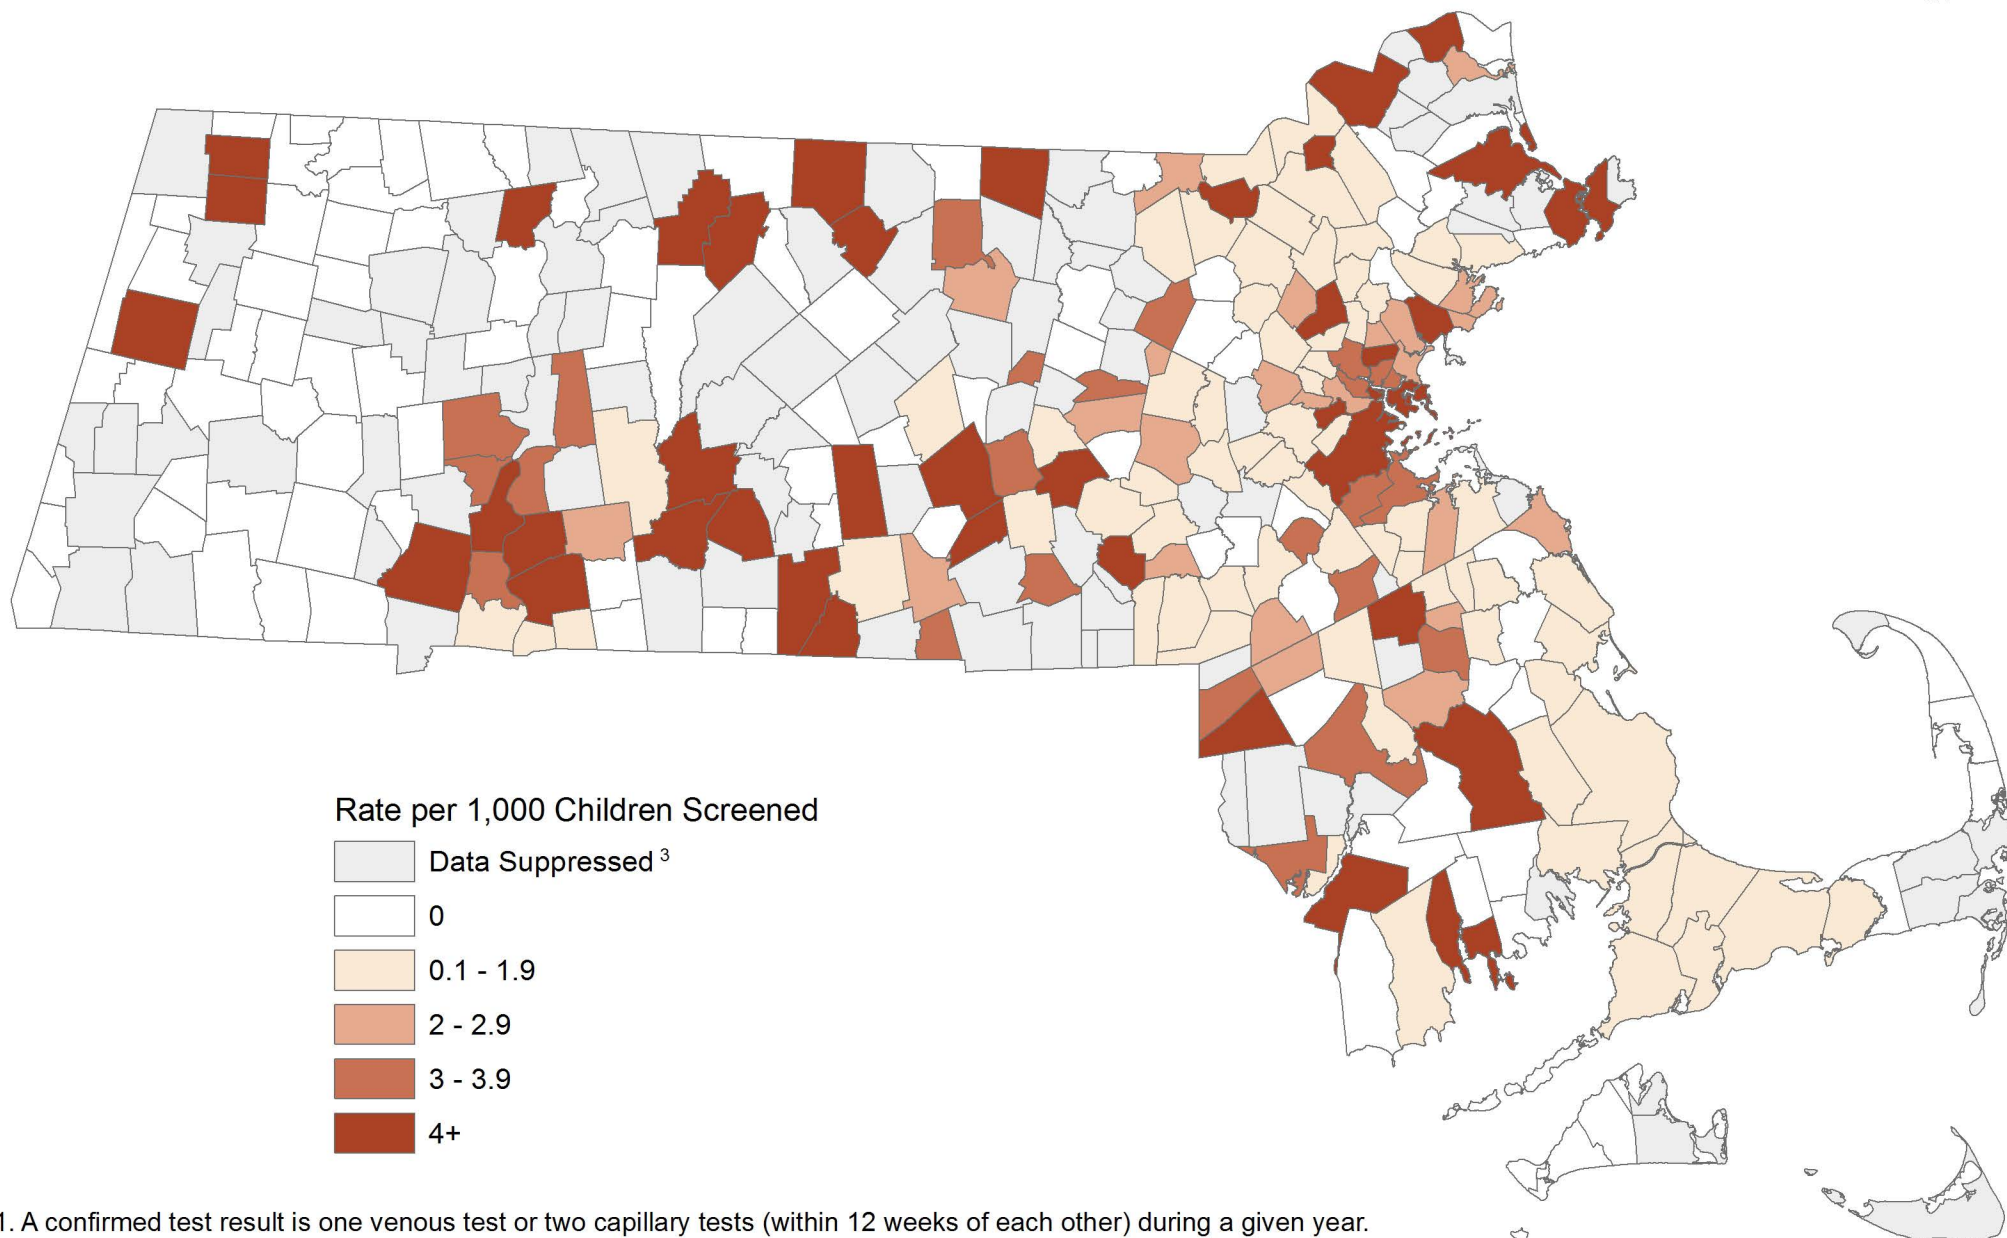 Rate per 1,000 Children Screened
Data Suppressed ³
0
0.1 - 1.9
2 - 2.9
3 - 3.9
4+
1. A confirmed test result is one venous test or two capillary tests (within 12 weeks of each other) during a given year.